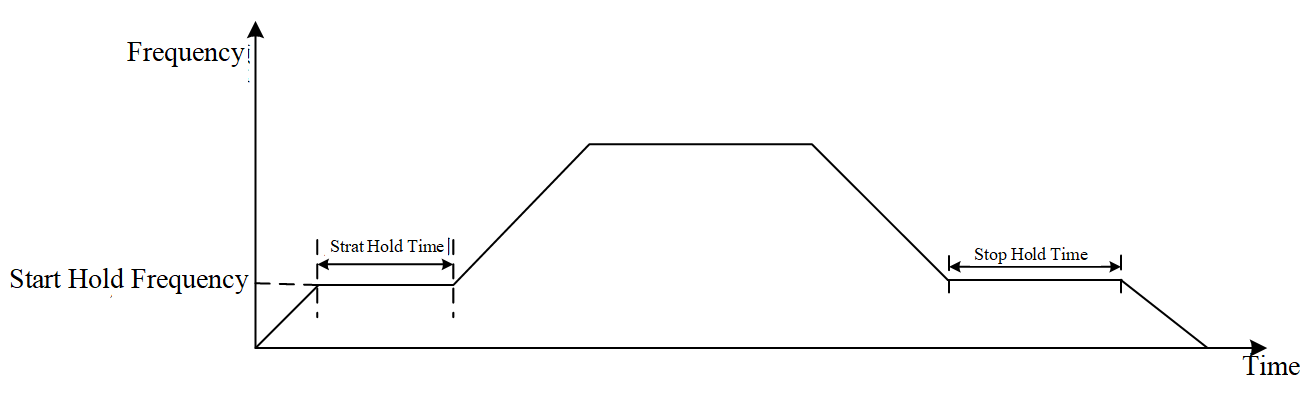 Frequency
Strat Hold Time
Stop Hold Time
Start Hold Frequency
Time